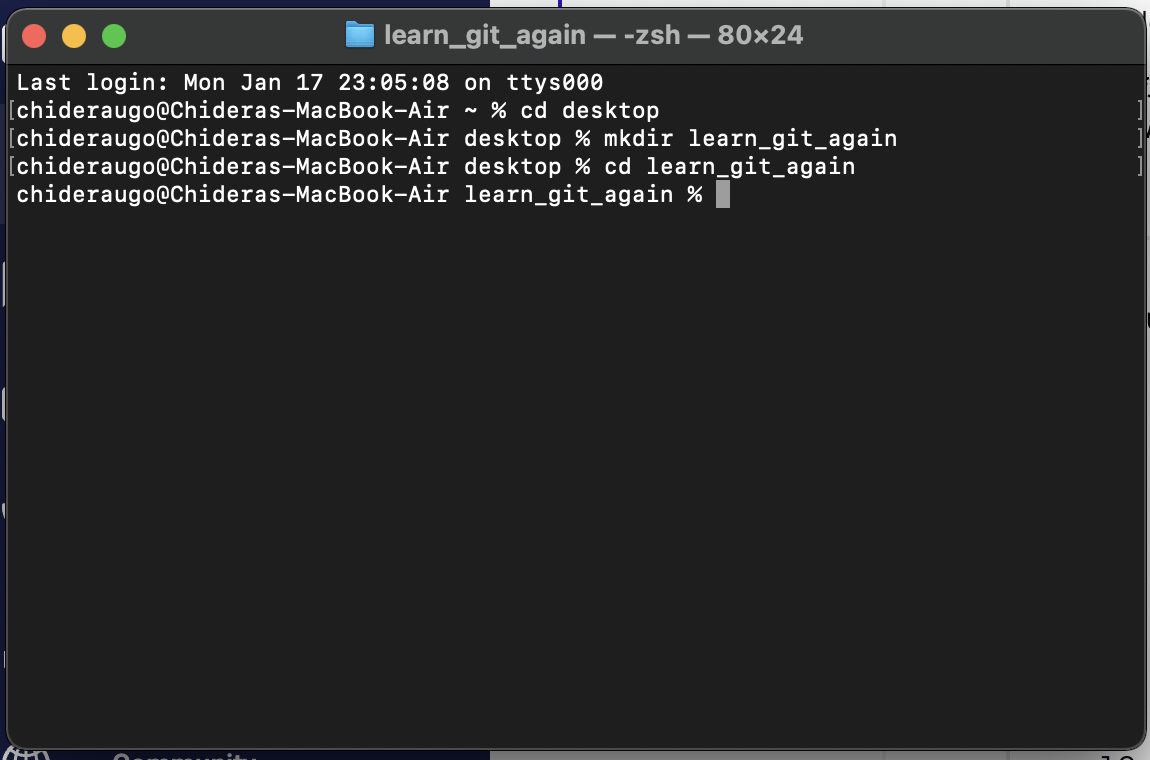 learn_git_again — -zsh — 80×24
Last login: Mon Jan 17 23:05:08 on ttys000
[chideraugo@Chideras-MacBook-Air ~ % cd desktop ]
[chideraugo@Chideras-MacBook-Air desktop % mkdir learn_git_again ]
[chideraugo@Chideras-MacBook-Air desktop % cd learn_git_again ]
chideraugo@Chideras-MacBook-Air learn_git_again %